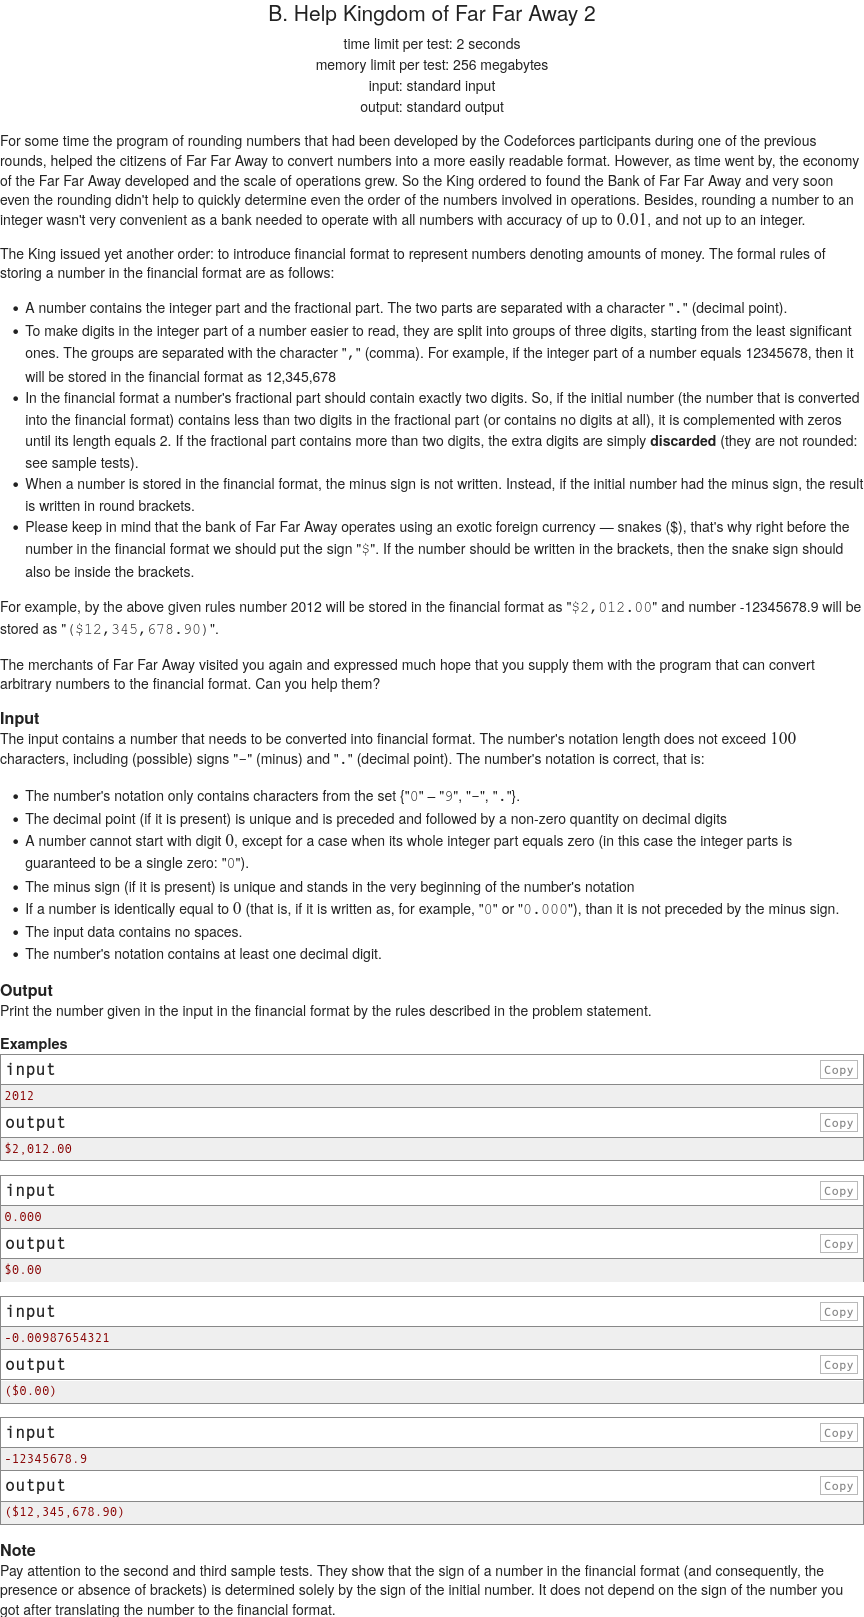 B. Help Kingdom of Far Far Away 2
time limit per test: 2 seconds
memory limit per test: 256 megabytes
input: standard input
output: standard output
For some time the program of rounding numbers that had been developed by the Codeforces participants during one of the previous
rounds, helped the citizens of Far Far Away to convert numbers into a more easily readable format. However, as time went by, the economy
of the Far Far Away developed and the scale of operations grew. So the King ordered to found the Bank of Far Far Away and very soon
even the rounding didn't help to quickly determine even the order of the numbers involved in operations. Besides, rounding a number to an
integer wasn't very convenient as a bank needed to operate with all numbers with accuracy of up to 0.01, and not up to an integer.
The King issued yet another order: to introduce financial format to represent numbers denoting amounts of money. The formal rules of
storing a number in the financial format are as follows:
• A number contains the integer part and the fractional part. The two parts are separated with a character "." (decimal point).
• To make digits in the integer part of a number easier to read, they are split into groups of three digits, starting from the least significant
ones. The groups are separated with the character "," (comma). For example, if the integer part of a number equals 12345678, then it
will be stored in the financial format as 12,345,678
• In the financial format a number's fractional part should contain exactly two digits. So, if the initial number (the number that is converted
into the financial format) contains less than two digits in the fractional part (or contains no digits at all), it is complemented with zeros
until its length equals 2. If the fractional part contains more than two digits, the extra digits are simply discarded (they are not rounded:
see sample tests).
• When a number is stored in the financial format, the minus sign is not written. Instead, if the initial number had the minus sign, the result
is written in round brackets.
• Please keep in mind that the bank of Far Far Away operates using an exotic foreign currency — snakes ($), that's why right before the
number in the financial format we should put the sign "$". If the number should be written in the brackets, then the snake sign should
also be inside the brackets.
For example, by the above given rules number 2012 will be stored in the financial format as "$2,012.00" and number -12345678.9 will be
stored as "($12,345,678.90)".
The merchants of Far Far Away visited you again and expressed much hope that you supply them with the program that can convert
arbitrary numbers to the financial format. Can you help them?
Input
The input contains a number that needs to be converted into financial format. The number's notation length does not exceed 100
characters, including (possible) signs "-" (minus) and "." (decimal point). The number's notation is correct, that is:
• The number's notation only contains characters from the set {"0" – "9", "-", "."}.
• The decimal point (if it is present) is unique and is preceded and followed by a non-zero quantity on decimal digits
• A number cannot start with digit 0, except for a case when its whole integer part equals zero (in this case the integer parts is
guaranteed to be a single zero: "0").
• The minus sign (if it is present) is unique and stands in the very beginning of the number's notation
• If a number is identically equal to 0 (that is, if it is written as, for example, "0" or "0.000"), than it is not preceded by the minus sign.
• The input data contains no spaces.
• The number's notation contains at least one decimal digit.
Output
Print the number given in the input in the financial format by the rules described in the problem statement.
Examples
input Copy
2012
output Copy
$2,012.00
input Copy
0.000
output Copy
$0.00
input Copy
-0.00987654321
output Copy
($0.00)
input Copy
-12345678.9
output Copy
($12,345,678.90)
Note
Pay attention to the second and third sample tests. They show that the sign of a number in the financial format (and consequently, the
presence or absence of brackets) is determined solely by the sign of the initial number. It does not depend on the sign of the number you
got after translating the number to the financial format.